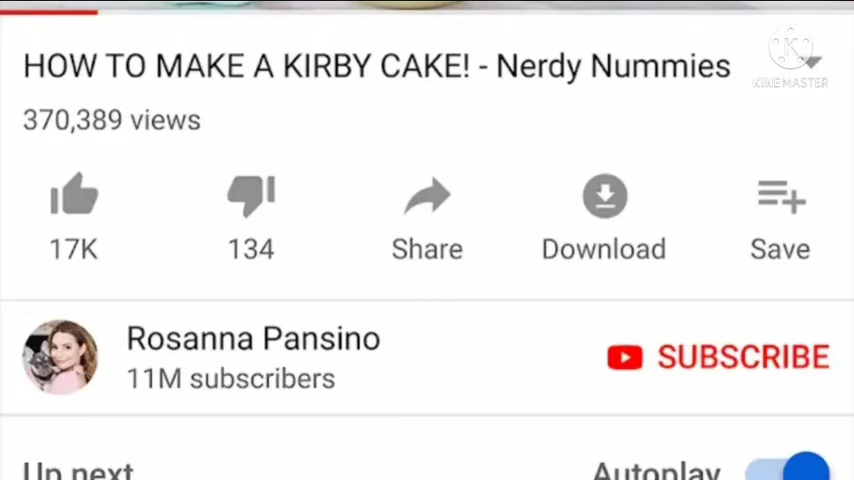 HOW TO MAKE A KIRBY CAKE! - Nerdy Nummies
KINEMASTER
370,389 views
17K
134
Share
Download
Save
Rosanna Pansino
11M subscribers
SUBSCRIBE
Up next
Autoplay